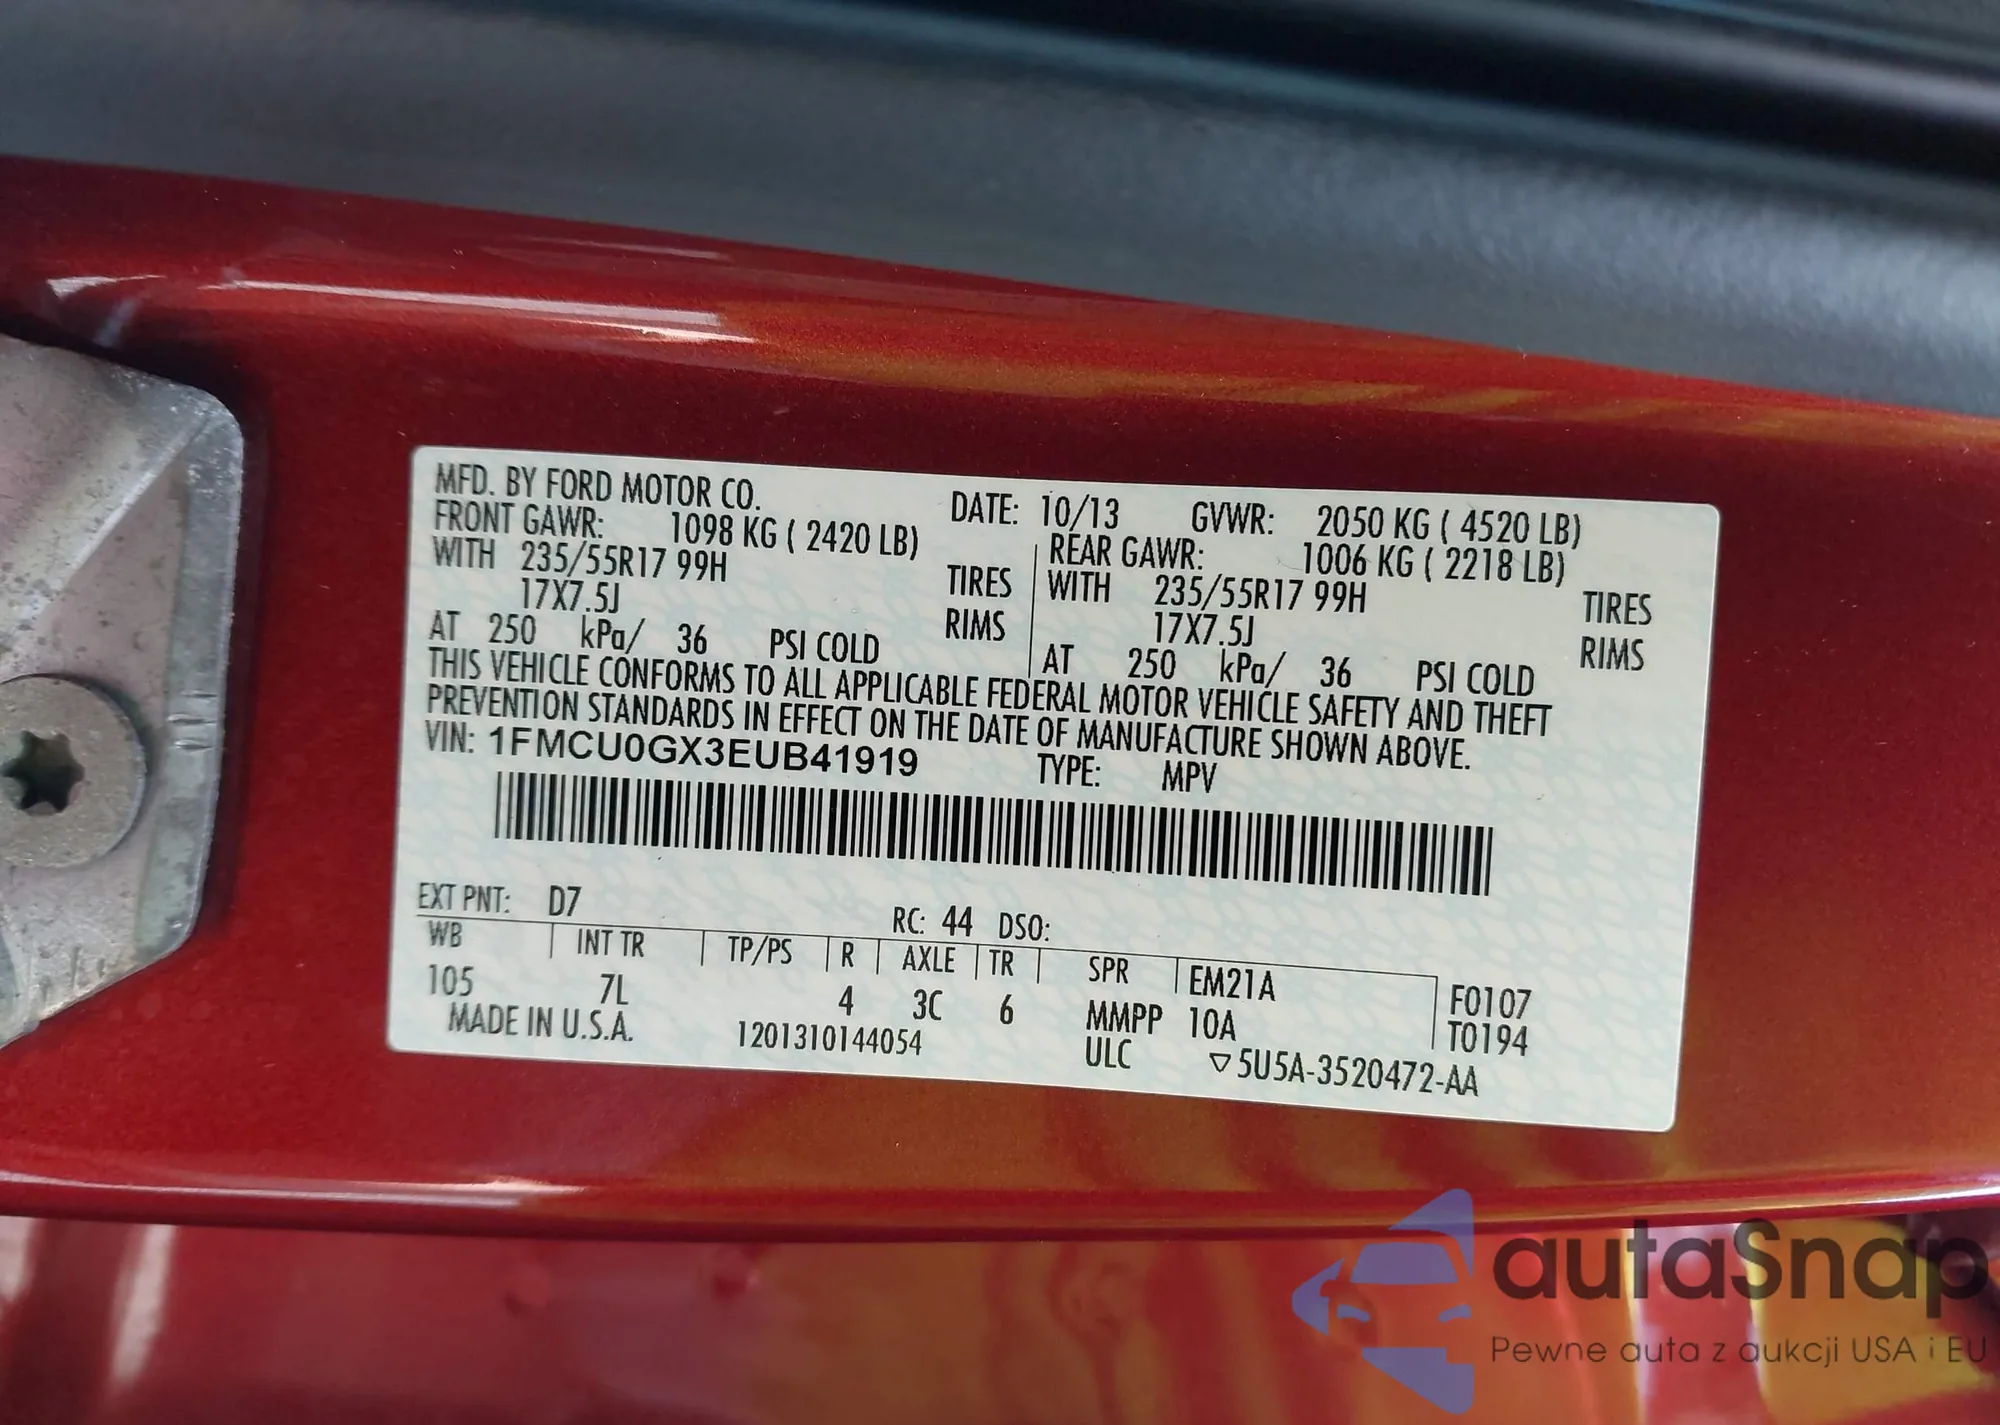 MFD. BY FORD MOTOR CO. DATE: 10/13 GVWR: 2050 KG ( 4520 LB)
FRONT GAWR: 1098 KG ( 2420 LB) REAR GAWR: 1006 KG ( 2218 LB)
WITH 235/55R17 99H TIRES WITH 235/55R17 99H TIRES
17X7.5J RIMS 17X7.5J RIMS
AT 250 kPa/ 36 PSI COLD AT 250 kPa/ 36 PSI COLD
THIS VEHICLE CONFORMS TO ALL APPLICABLE FEDERAL MOTOR VEHICLE SAFETY AND THEFT
PREVENTION STANDARDS IN EFFECT ON THE DATE OF MANUFACTURE SHOWN ABOVE.
VIN: 1FMCU0GX3EUB41919 TYPE: MPV
EXT PNT: D7 RC: 44 DSO:
WB INT TR TP/PS R AXLE TR SPR EM21A F0107
105 7L 4 3C 6 MMPP 10A T0194
MADE IN U.S.A. 1201310144054 ULC ▽5U5A-3520472-AA
autaSnap
Pewne auta z aukcji USA i EU